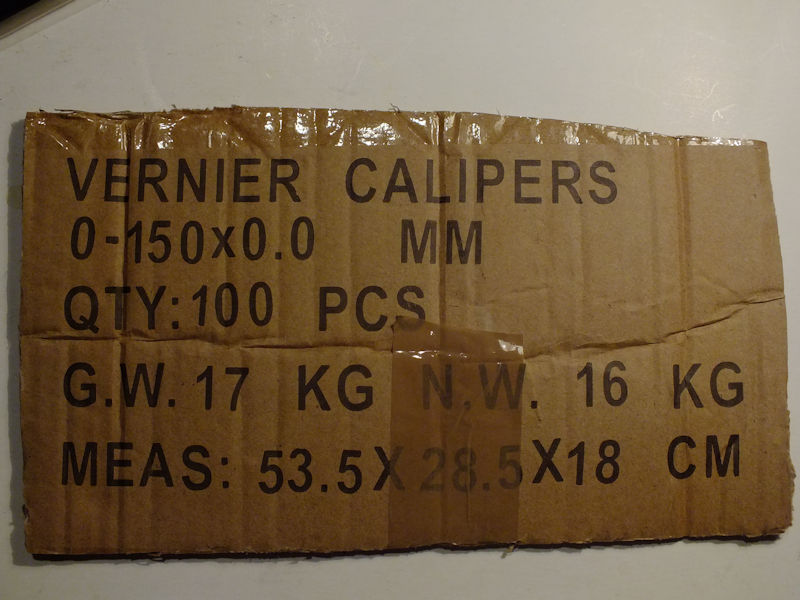 VERNIER CALIPERS
0-150x0.0 MM
QTY:100 PCS
G.W. 17 KG N.W. 16 KG
MEAS: 53.5X28.5X18 CM